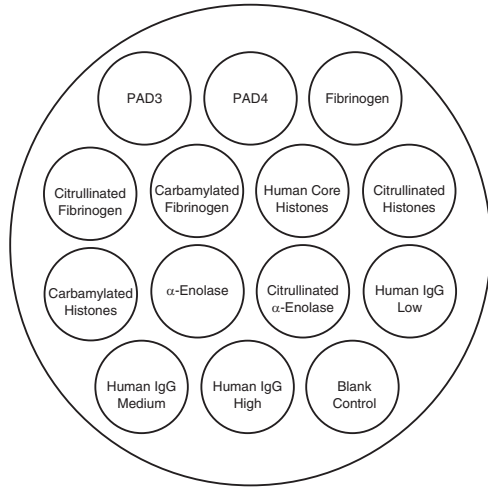 PAD3
PAD4
Fibrinogen
Citrullinated
Fibrinogen
Carbamylated
Fibrinogen
Human Core
Histones
Citrullinated
Histones
Carbamylated
Histones
α-Enolase
Citrullinated
α-Enolase
Human IgG
Low
Human IgG
Medium
Human IgG
High
Blank
Control